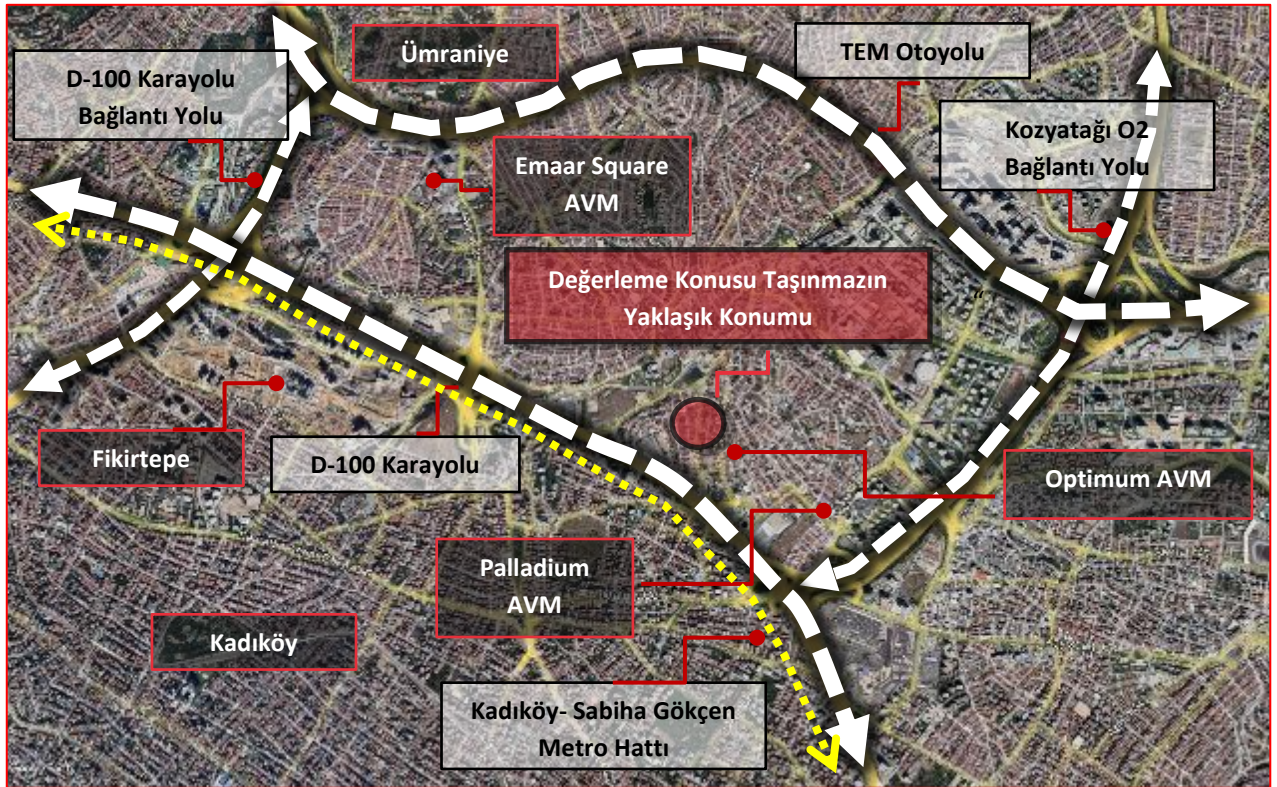 Ümraniye
TEM Otoyolu
D-100 Karayolu
Bağlantı Yolu
Kozyatağı O2
Bağlantı Yolu
Emaar Square
AVM
Değerleme Konusu Taşınmazın
Yaklaşık Konumu
“
Fikirtepe
D-100 Karayolu
Optimum AVM
Palladium
AVM
Kadıköy
Kadıköy- Sabiha Gökçen
Metro Hattı